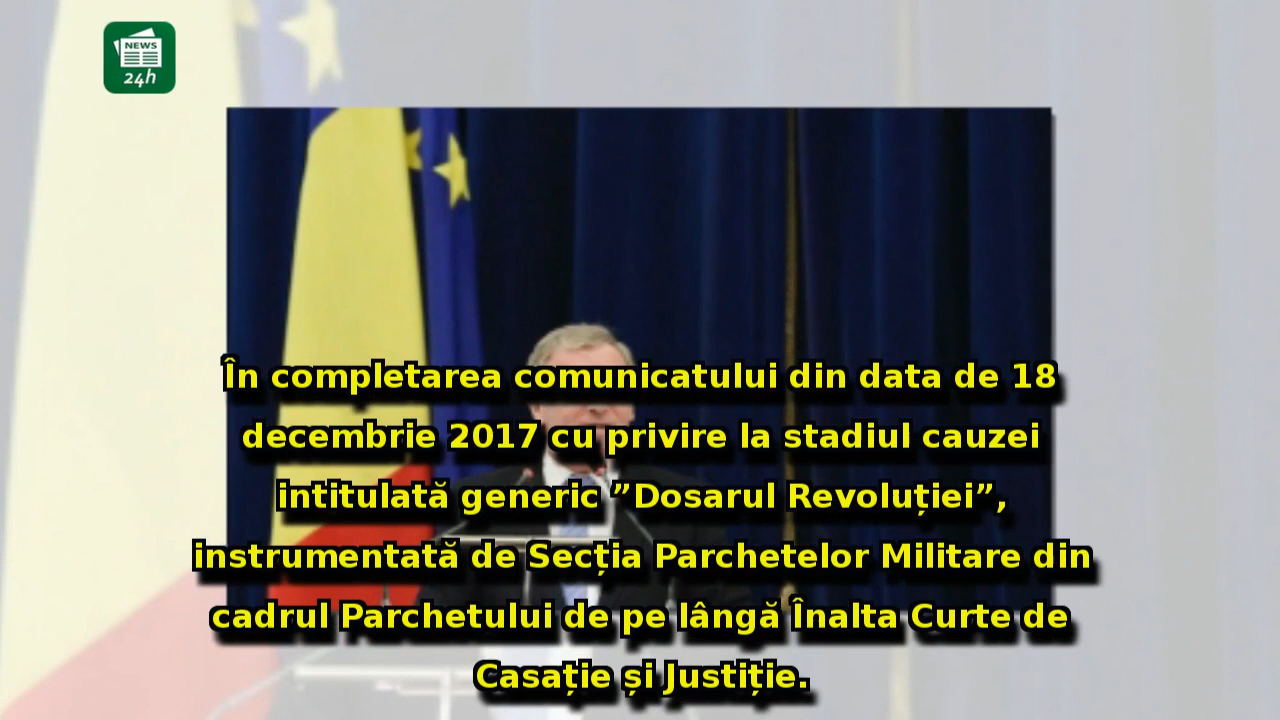 NEWS
24h
În completarea comunicatului din data de 18
decembrie 2017 cu privire la stadiul cauzei
intitulată generic ”Dosarul Revoluției”,
instrumentată de Secția Parchetelor Militare din
cadrul Parchetului de pe lângă Înalta Curte de
Casație și Justiție.